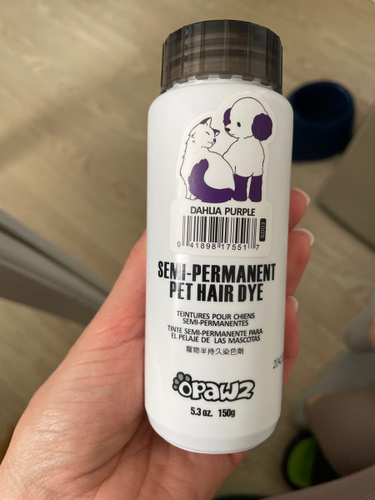 DAHLIA PURPLE
0 41898 17551 7
SEMI-PERMANENT
PET HAIR DYE
TEINTURES POUR CHIENS
SEMI-PERMANENTES
TINTE SEMI-PERMANENTE PARA
EL PELAJE DE LAS MASCOTAS
寵物半持久染色劑
OPAWZ
5.3 oz. 150g